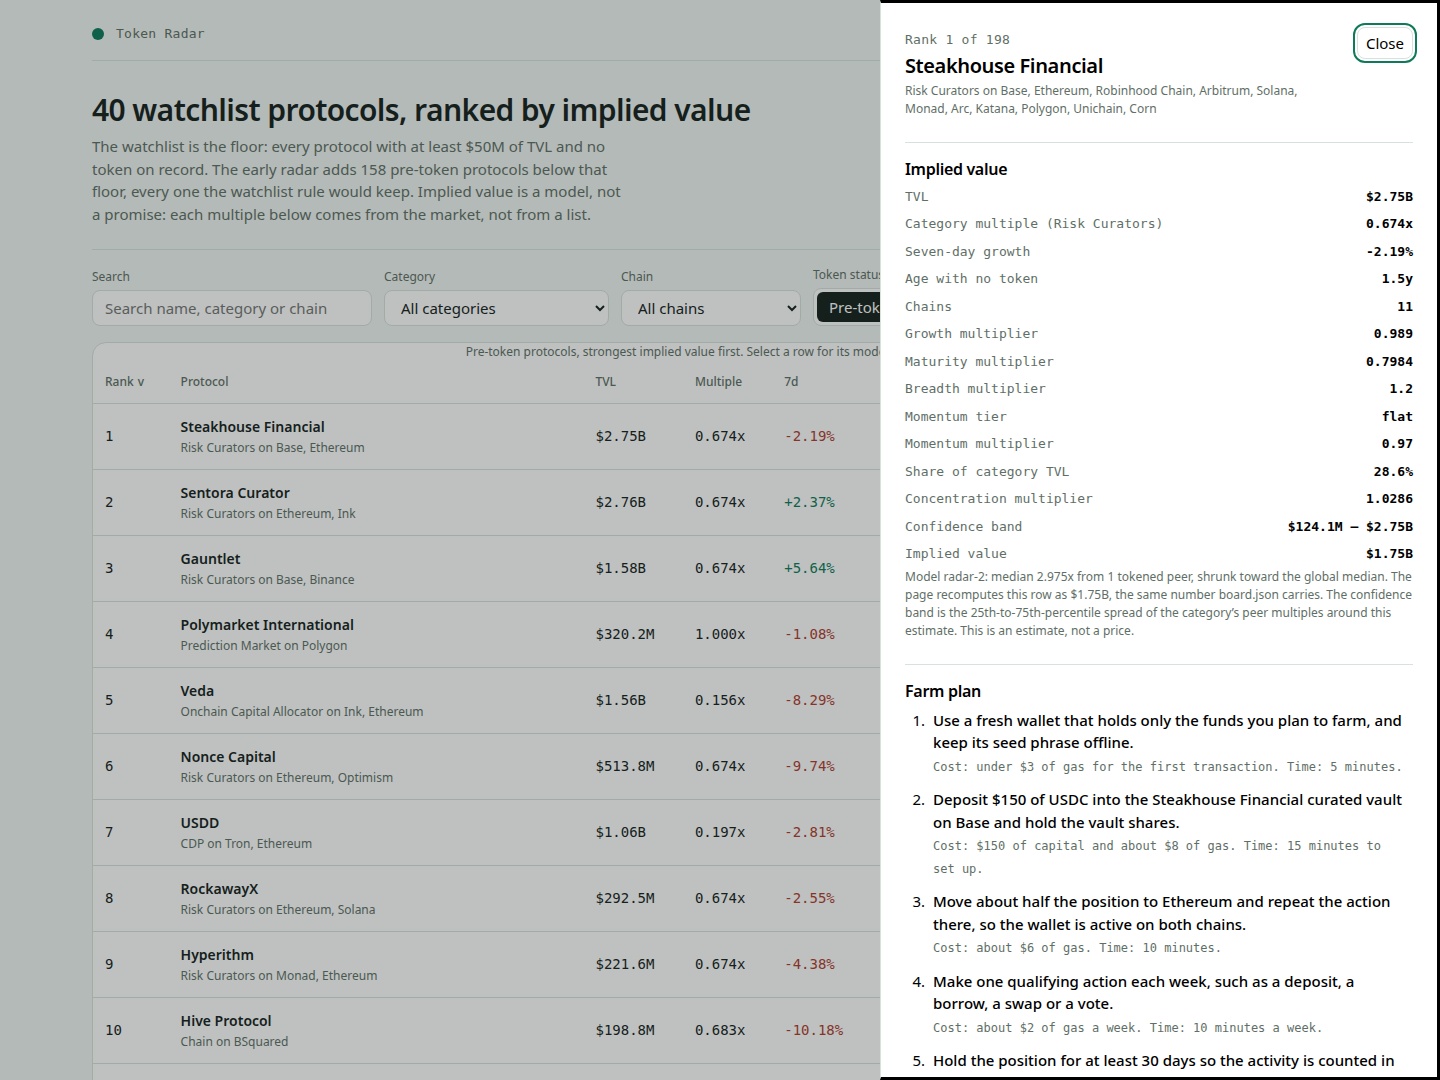 Token Radar
40 watchlist protocols, ranked by implied value
The watchlist is the floor: every protocol with at least $50M of TVL and no
token on record. The early radar adds 158 pre-token protocols below that
floor, every one the watchlist rule would keep. Implied value is a model, not
a promise: each multiple below comes from the market, not from a list.
Search
Category
Chain
Token status
Search name, category or chain
All categories
All chains
Pre-tok
Pre-token protocols, strongest implied value first. Select a row for its mod
Rank v Protocol TVL Multiple 7d
1 Steakhouse Financial $2.75B 0.674x -2.19%
Risk Curators on Base, Ethereum
2 Sentora Curator $2.76B 0.674x +2.37%
Risk Curators on Ethereum, Ink
3 Gauntlet $1.58B 0.674x +5.64%
Risk Curators on Base, Binance
4 Polymarket International $320.2M 1.000x -1.08%
Prediction Market on Polygon
5 Veda $1.56B 0.156x -8.29%
Onchain Capital Allocator on Ink, Ethereum
6 Nonce Capital $513.8M 0.674x -9.74%
Risk Curators on Ethereum, Optimism
7 USDD $1.06B 0.197x -2.81%
CDP on Tron, Ethereum
8 RockawayX $292.5M 0.674x -2.55%
Risk Curators on Ethereum, Solana
9 Hyperithm $221.6M 0.674x -4.38%
Risk Curators on Monad, Ethereum
10 Hive Protocol $198.8M 0.683x -10.18%
Chain on BSquared
Rank 1 of 198
Close
Steakhouse Financial
Risk Curators on Base, Ethereum, Robinhood Chain, Arbitrum, Solana,
Monad, Arc, Katana, Polygon, Unichain, Corn
Implied value
TVL $2.75B
Category multiple (Risk Curators) 0.674x
Seven-day growth -2.19%
Age with no token 1.5y
Chains 11
Growth multiplier 0.989
Maturity multiplier 0.7984
Breadth multiplier 1.2
Momentum tier flat
Momentum multiplier 0.97
Share of category TVL 28.6%
Concentration multiplier 1.0286
Confidence band $124.1M – $2.75B
Implied value $1.75B
Model radar-2: median 2.975x from 1 tokened peer, shrunk toward the global median. The
page recomputes this row as $1.75B, the same number board.json carries. The confidence
band is the 25th-to-75th-percentile spread of the category's peer multiples around this
estimate. This is an estimate, not a price.
Farm plan
1. Use a fresh wallet that holds only the funds you plan to farm, and
keep its seed phrase offline.
Cost: under $3 of gas for the first transaction. Time: 5 minutes.
2. Deposit $150 of USDC into the Steakhouse Financial curated vault
on Base and hold the vault shares.
Cost: $150 of capital and about $8 of gas. Time: 15 minutes to
set up.
3. Move about half the position to Ethereum and repeat the action
there, so the wallet is active on both chains.
Cost: about $6 of gas. Time: 10 minutes.
4. Make one qualifying action each week, such as a deposit, a
borrow, a swap or a vote.
Cost: about $2 of gas a week. Time: 10 minutes a week.
5. Hold the position for at least 30 days so the activity is counted in